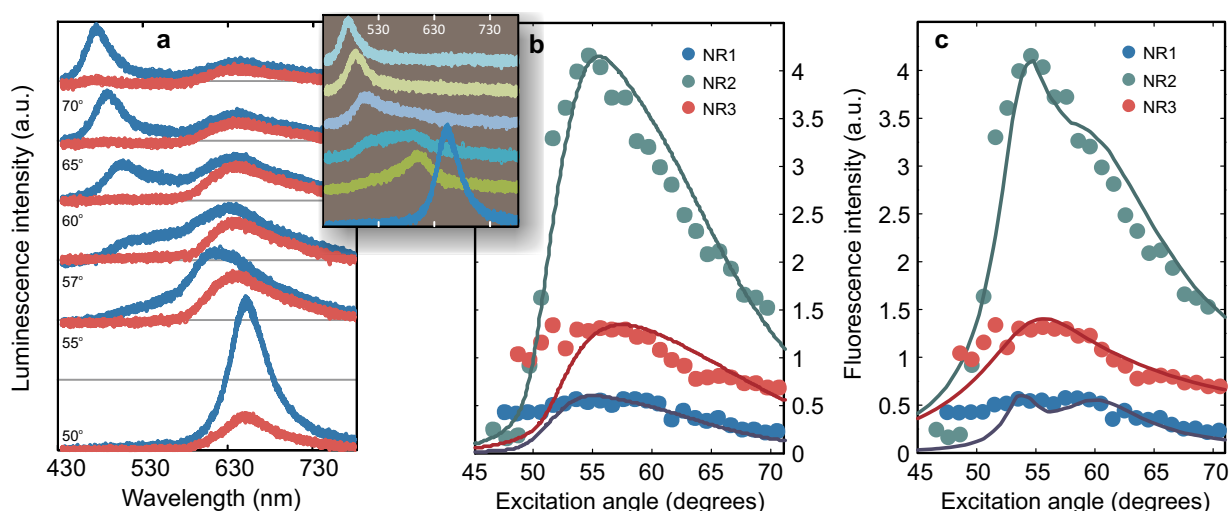 a
Luminescence intensity (a.u.)
70°
65°
60°
57°
55°
50°
430 530 630 730
Wavelength (nm)
530 630 730
530 630 730
b
NR1
NR2
NR3
4
3.5
3
2.5
2
1.5
1
0.5
0
45 50 55 60 65 70
Excitation angle (degrees)
c
Fluorescence intensity (a.u.)
NR1
NR2
NR3
4
3.5
3
2.5
2
1.5
1
0.5
0
45 50 55 60 65 70
Excitation angle (degrees)